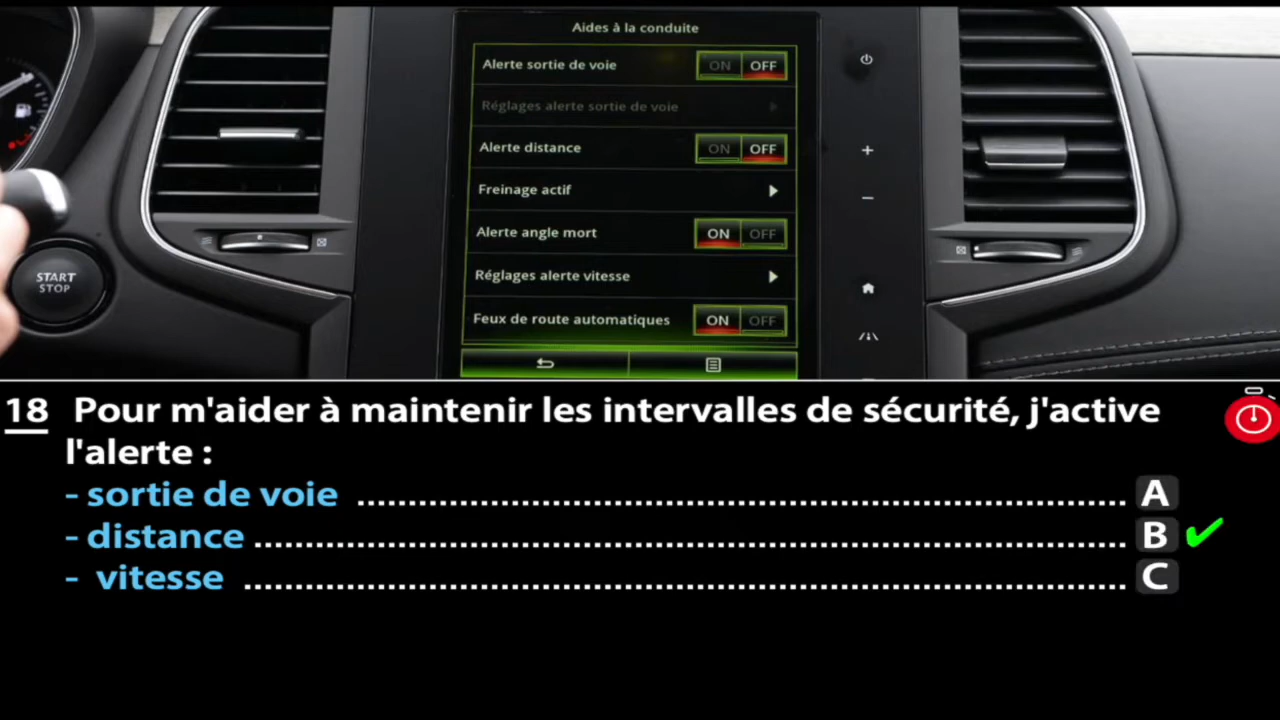 Aides à la conduite
Alerte sortie de voie ON OFF
Réglages alerte sortie de voie
Alerte distance ON OFF
Freinage actif
Alerte angle mort ON OFF
Réglages alerte vitesse
Feux de route automatiques ON OFF
START
STOP
18 Pour m'aider à maintenir les intervalles de sécurité, j'active
l'alerte :
- sortie de voie ........................................................................... A
- distance ..................................................................................... B
- vitesse ...................................................................................... C